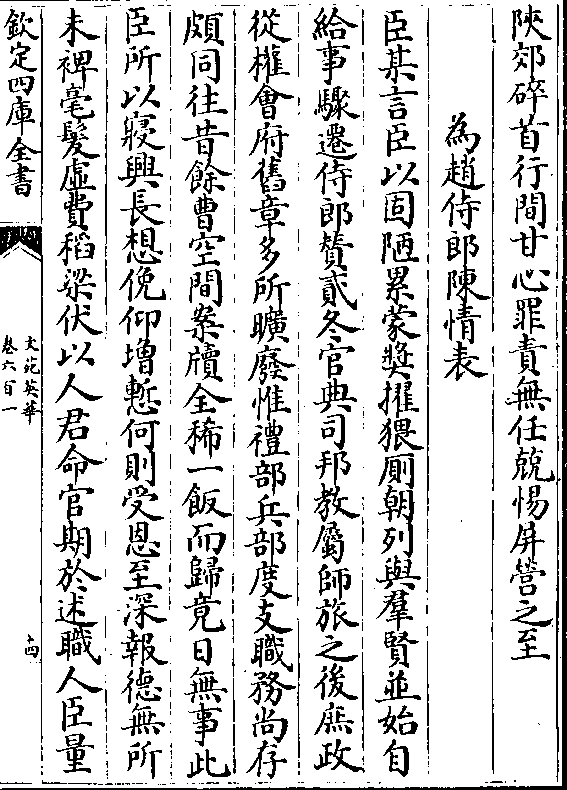 陜郊碎首行間甘心罪責無任兢惕屏營之至
為趙侍郎陳情表
臣某言臣以固陋累蒙奬擢猥厠朝列與羣賢並始自
給事驟遷侍郎贊貳冬官典司邦教屬師旅之後庶政
從權會府舊章多所曠廢惟禮部兵部度支職務尚存
頗同往昔餘曹空間案牘全稀一飯而歸竟日無事此
臣所以寢興長想俛仰增慙何則受恩至深報德無所
未裨毫髮虛費稻粱伏以人君命官期於述職人臣量
欽定四庫全書
文苑英華
卷六百一
十四